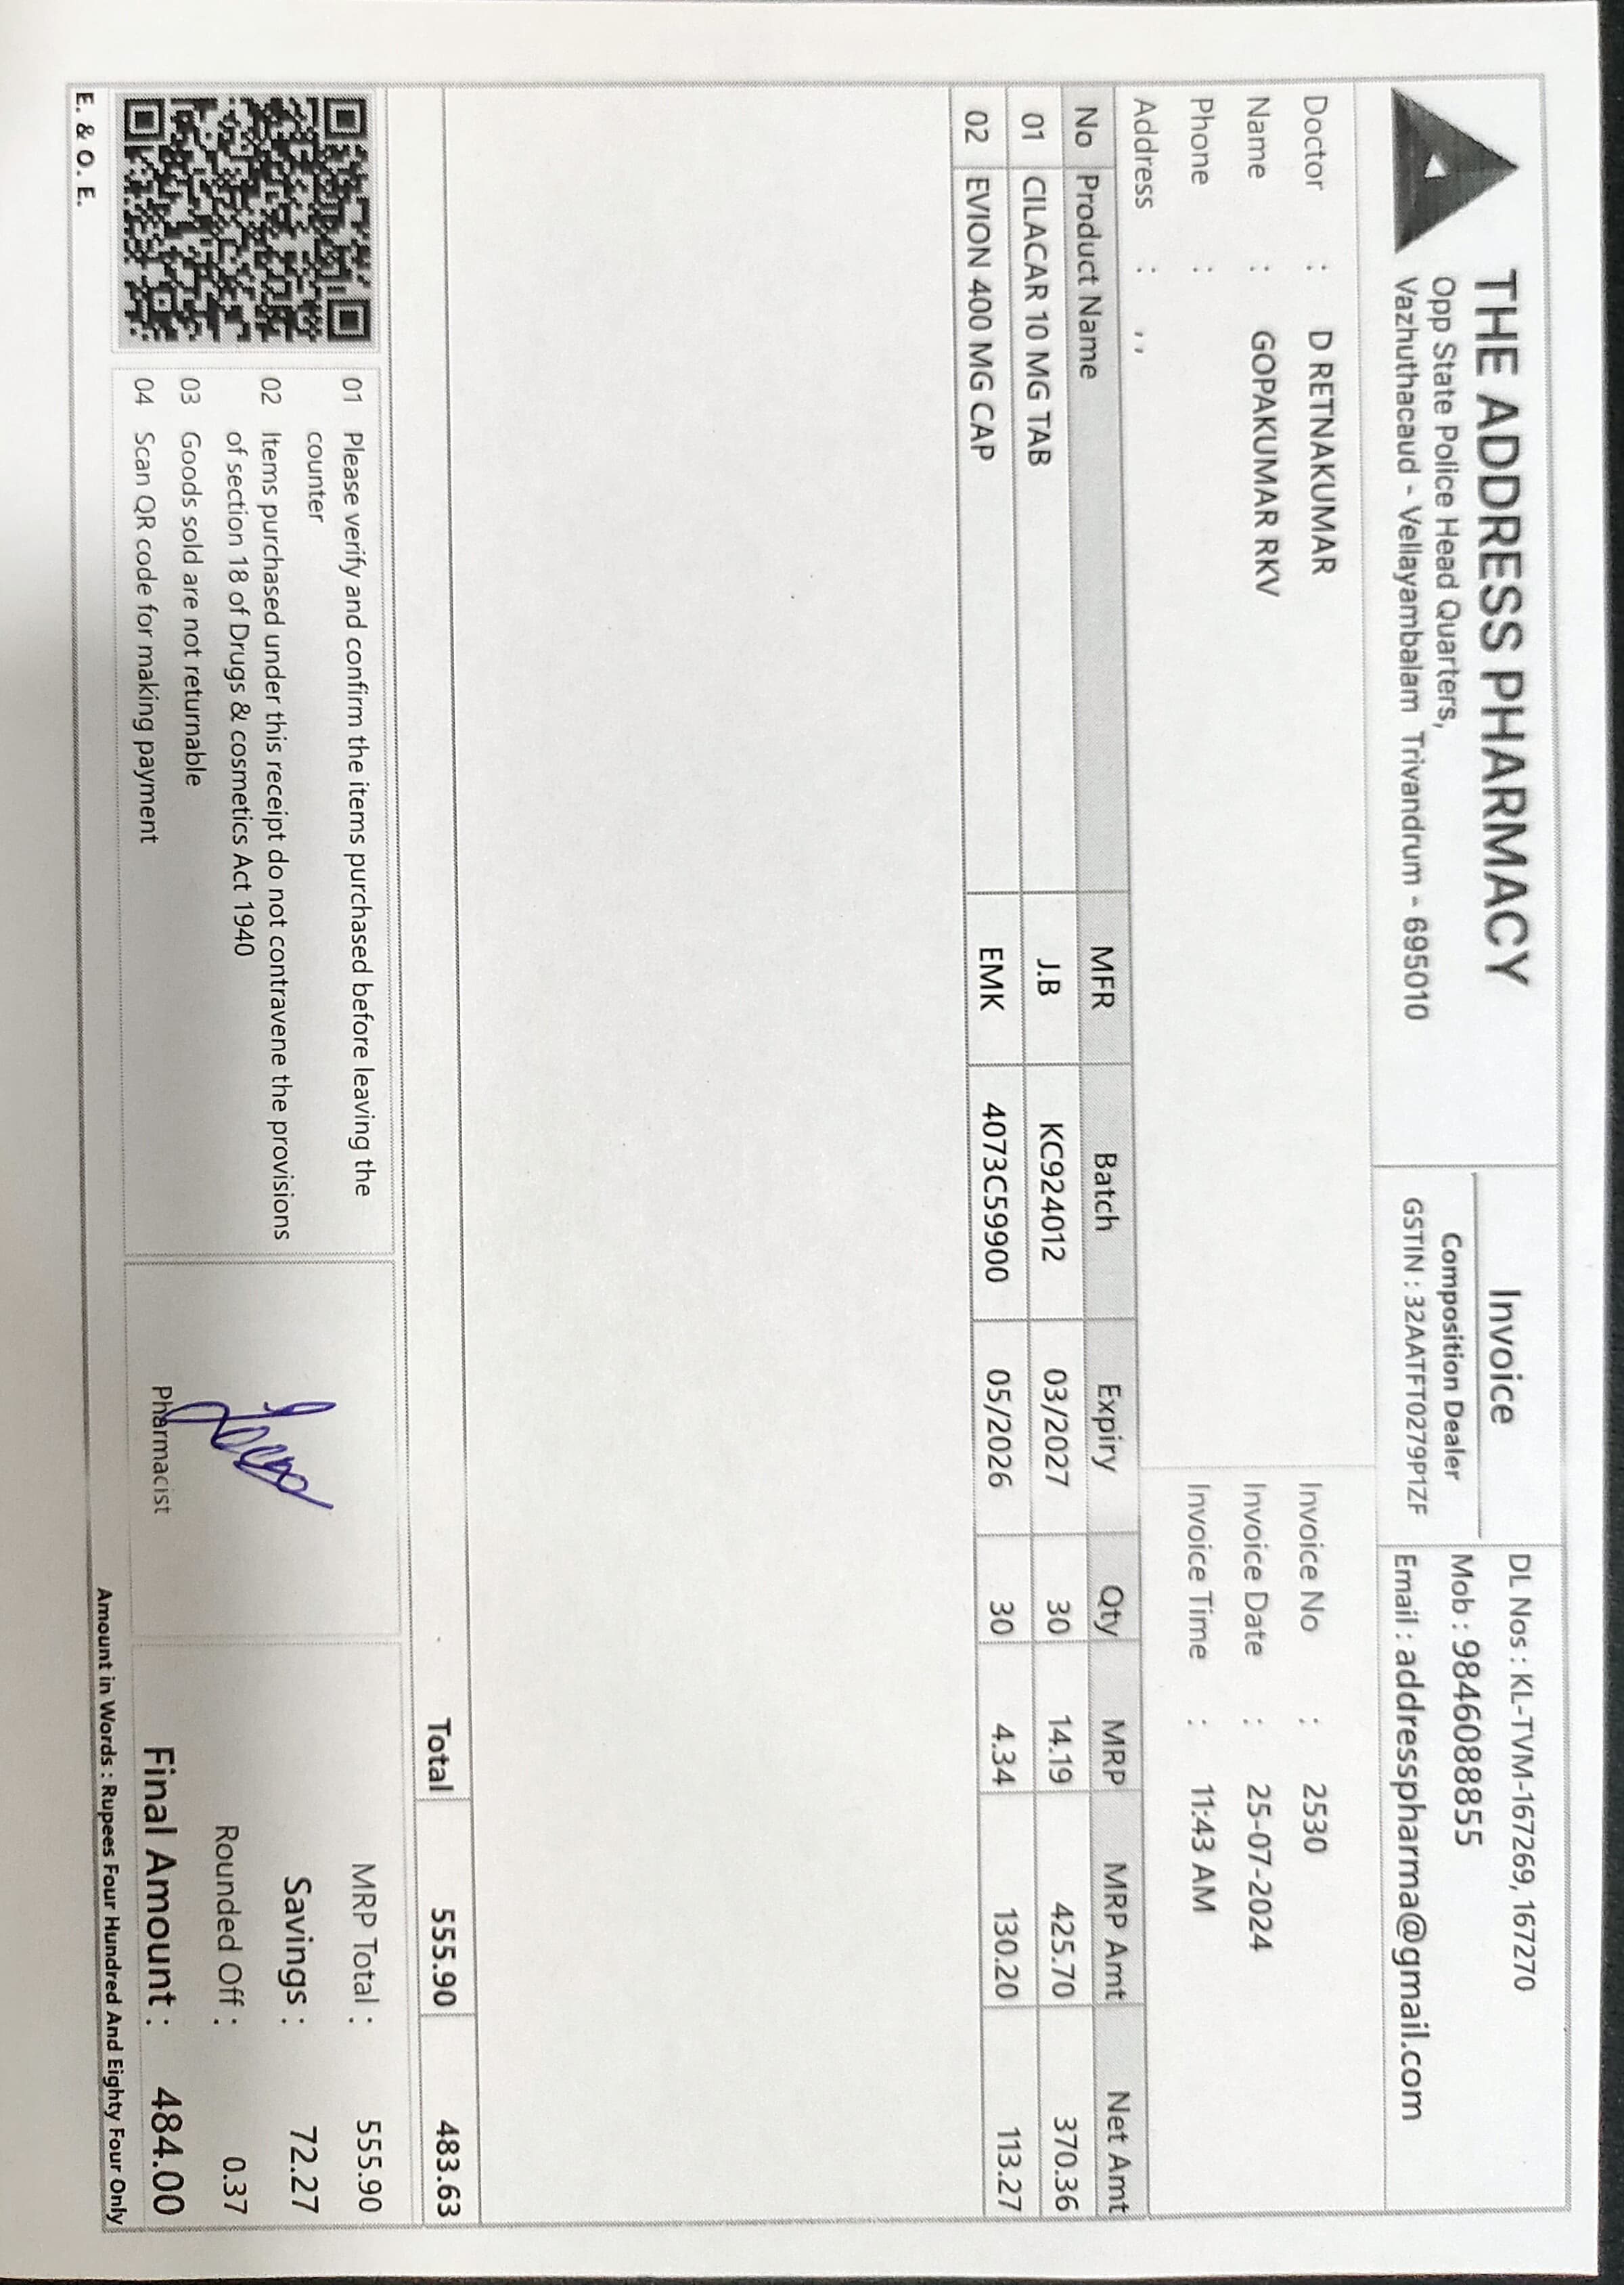 THE ADDRESS PHARMACY
Opp State Police Head Quarters,
Vazhuthacaud - Vellayambalam Trivandrum - 695010
Invoice
Composition Dealer
GSTIN : 32AATFT0279P1ZF
DL Nos : KL-TVM-167269, 167270
Mob : 9846088855
Email : addresspharma@gmail.com
Doctor : D RETNAKUMAR
Name : GOPAKUMAR RKV
Phone :
Address : , ,
Invoice No : 2530
Invoice Date : 25-07-2024
Invoice Time : 11:43 AM
No Product Name MFR Batch Expiry Qty MRP MRP Amt Net Amt
01 CILACAR 10 MG TAB J.B KC924012 03/2027 30 14.19 425.70 370.36
02 EVION 400 MG CAP EMK 4073C59900 05/2026 30 4.34 130.20 113.27
Total 555.90 483.63
01 Please verify and confirm the items purchased before leaving the
counter
02 Items purchased under this receipt do not contravene the provisions
of section 18 of Drugs & cosmetics Act 1940
03 Goods sold are not returnable
04 Scan QR code for making payment
Pharmacist
MRP Total : 555.90
Savings : 72.27
Rounded Off : 0.37
Final Amount : 484.00
Amount in Words : Rupees Four Hundred And Eighty Four Only
E. & O. E.